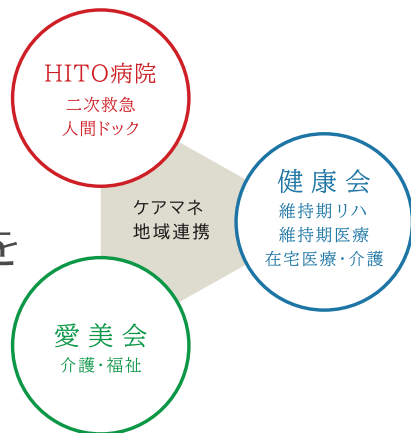 HITO病院
二次救急
人間ドック
ケアマネ
地域連携
健康会
維持期リハ
維持期医療
在宅医療・介護
を
愛美会
介護・福祉